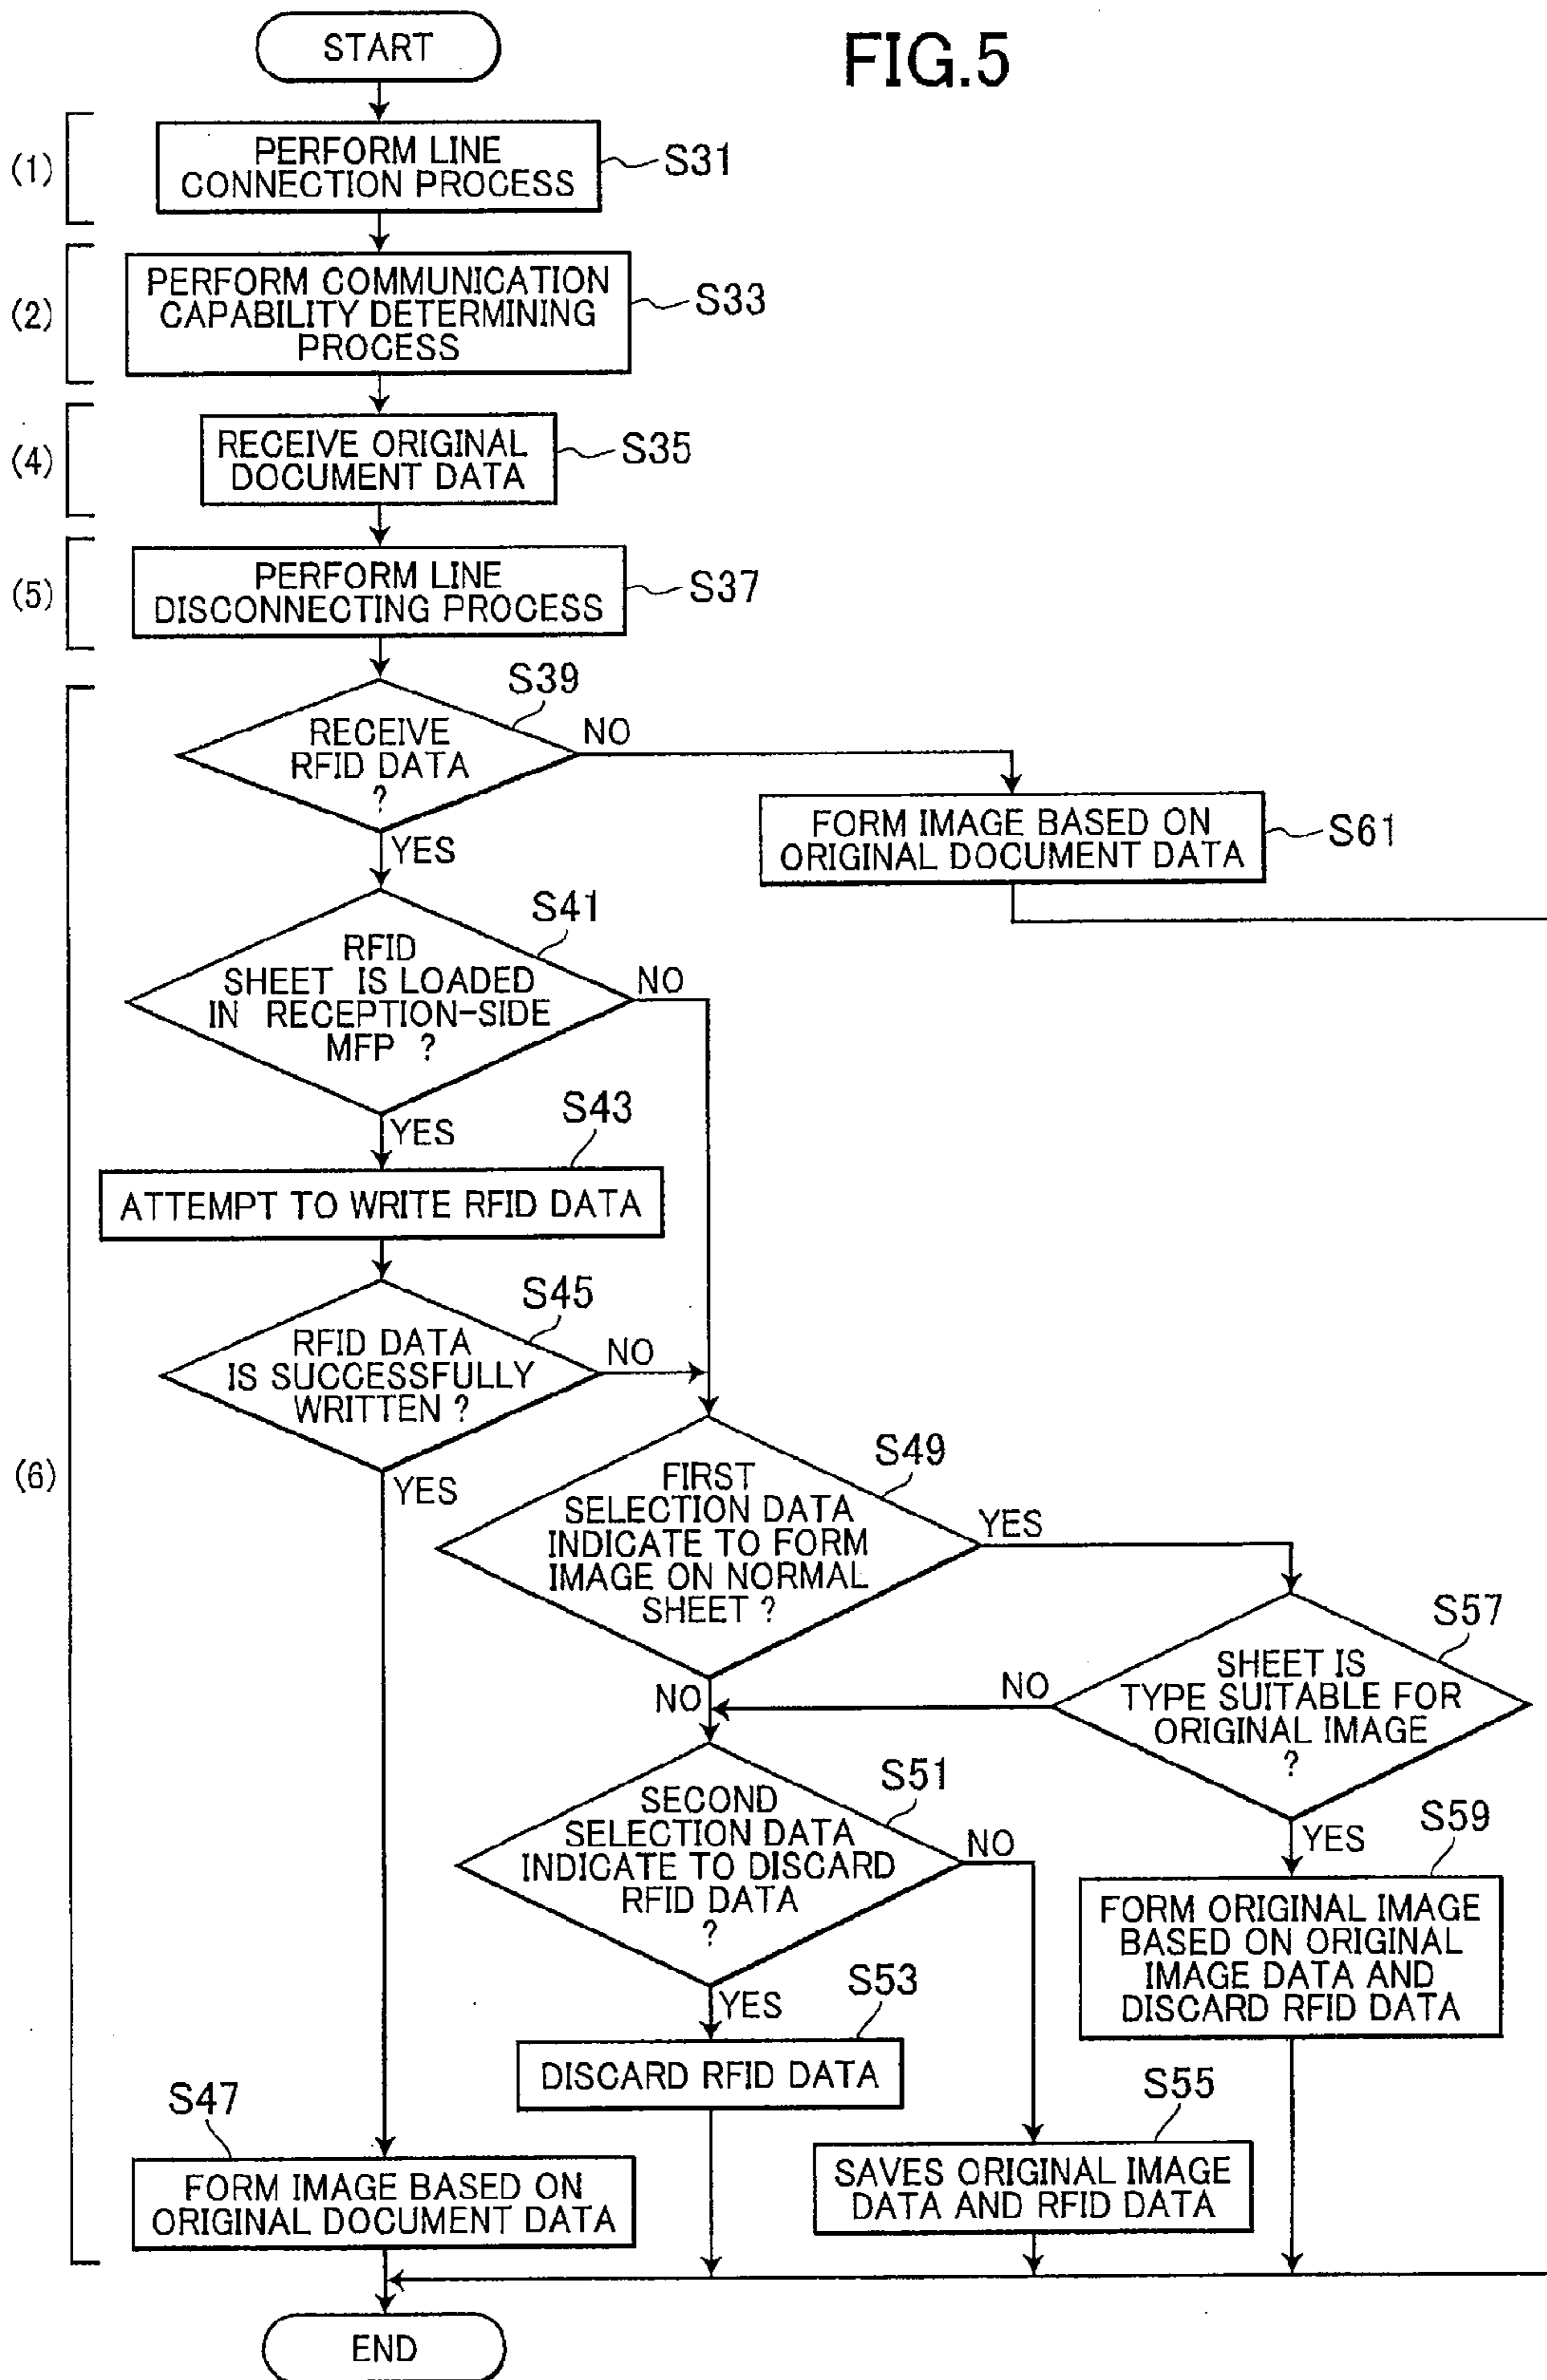 FIG.5
START
(1)
PERFORM LINE
CONNECTION PROCESS
S31
(2)
PERFORM COMMUNICATION
CAPABILITY DETERMINING
PROCESS
S33
(4)
RECEIVE ORIGINAL
DOCUMENT DATA
S35
(5)
PERFORM LINE
DISCONNECTING PROCESS
S37
(6)
S39
RECEIVE
RFID DATA
?
NO
YES
FORM IMAGE BASED ON
ORIGINAL DOCUMENT DATA
S61
S41
RFID
SHEET IS LOADED
IN RECEPTION-SIDE
MFP ?
NO
YES
S43
ATTEMPT TO WRITE RFID DATA
S45
RFID DATA
IS SUCCESSFULLY
WRITTEN ?
NO
YES
S49
FIRST
SELECTION DATA
INDICATE TO FORM
IMAGE ON NORMAL
SHEET ?
YES
NO
S57
SHEET IS
TYPE SUITABLE FOR
ORIGINAL IMAGE
?
NO
YES
S51
SECOND
SELECTION DATA
INDICATE TO DISCARD
RFID DATA
?
NO
YES
S59
FORM ORIGINAL IMAGE
BASED ON ORIGINAL
IMAGE DATA AND
DISCARD RFID DATA
S53
DISCARD RFID DATA
S55
SAVES ORIGINAL IMAGE
DATA AND RFID DATA
S47
FORM IMAGE BASED ON
ORIGINAL DOCUMENT DATA
END